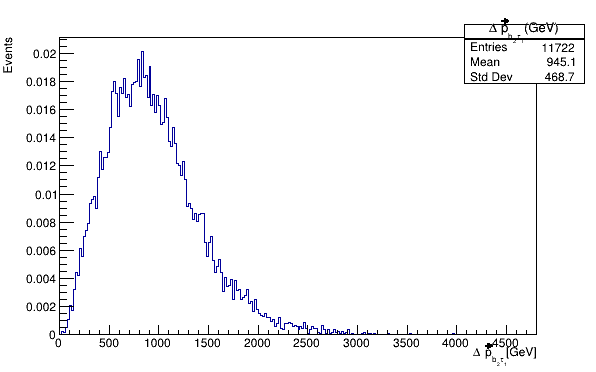 Δ p⃗ b₂τ₁ (GeV)
Entries 11722
Mean 945.1
Std Dev 468.7
Events
0.02
0.018
0.016
0.014
0.012
0.01
0.008
0.006
0.004
0.002
0
0 500 1000 1500 2000 2500 3000 3500 4000 4500
Δ p⃗ b₂τ₁ [GeV]